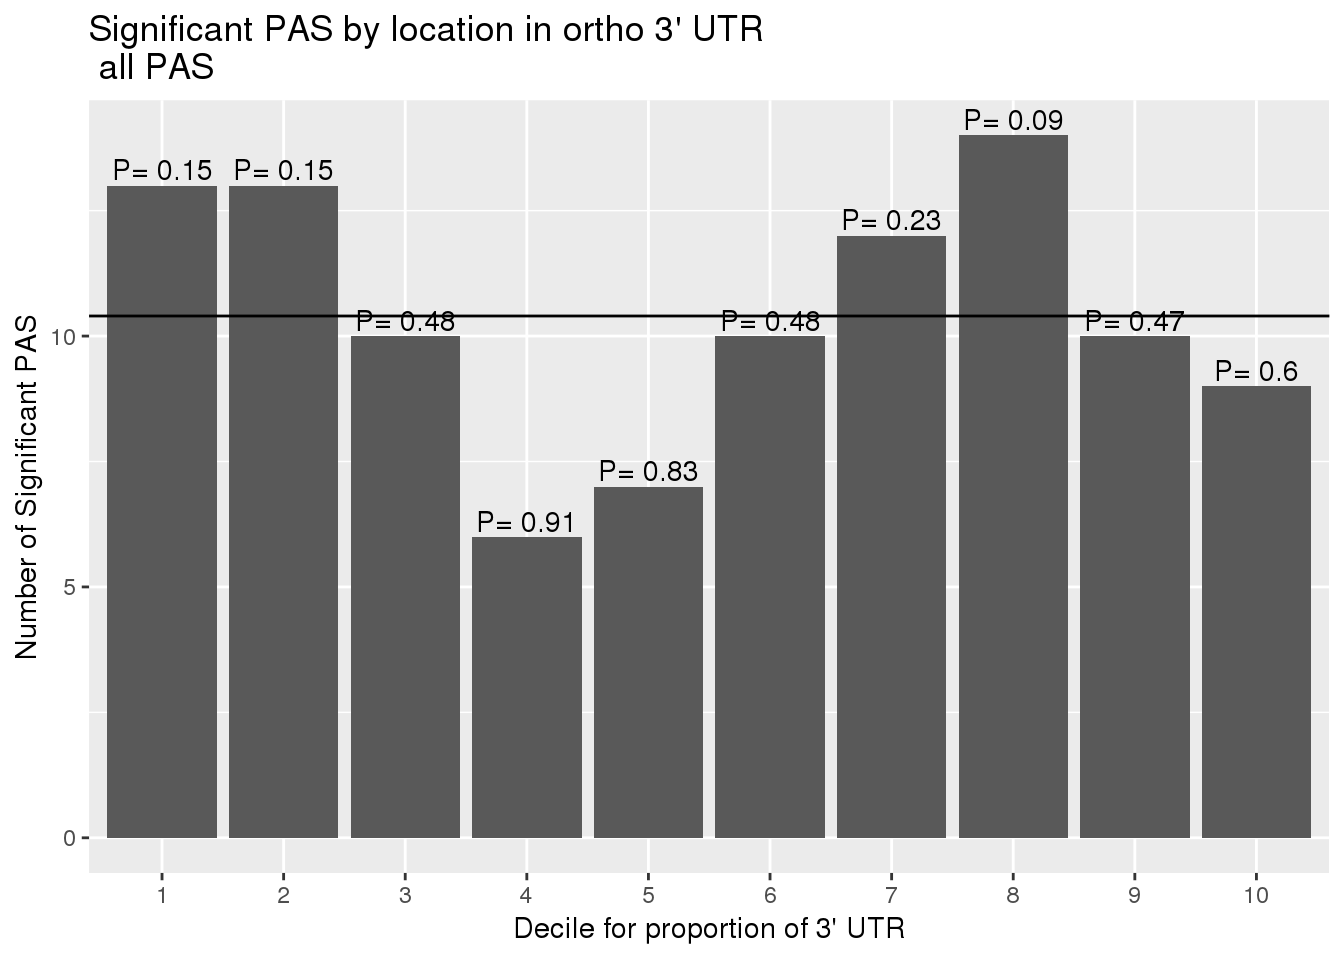 Significant PAS by location in ortho 3' UTR
all PAS
P= 0.15
P= 0.15
P= 0.48
P= 0.91
P= 0.83
P= 0.48
P= 0.23
P= 0.09
P= 0.47
P= 0.6
Number of Significant PAS
10
5
0
1 2 3 4 5 6 7 8 9 10
Decile for proportion of 3' UTR